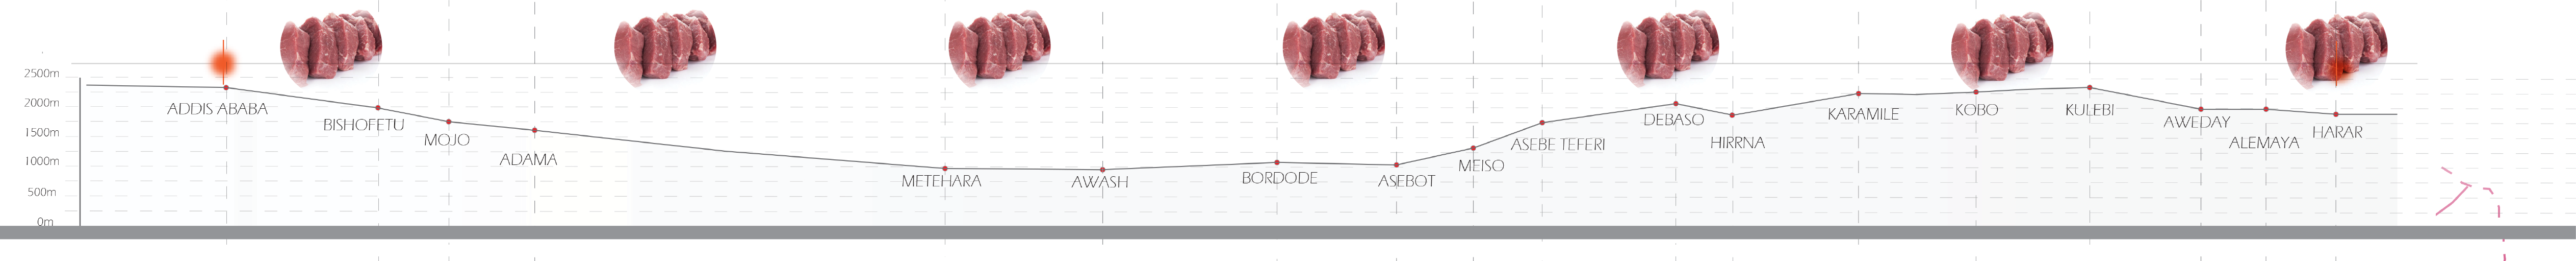 2500m
2000m
1500m
1000m
500m
0m
ADDIS ABABA
BISHOFETU
MOJO
ADAMA
METEHARA
AWASH
BORDODE
ASEBOT
MEISO
ASEBE TEFERI
DEBASO
HIRRNA
KARAMILE
KOBO
KULEBI
AWEDAY
ALEMAYA
HARAR